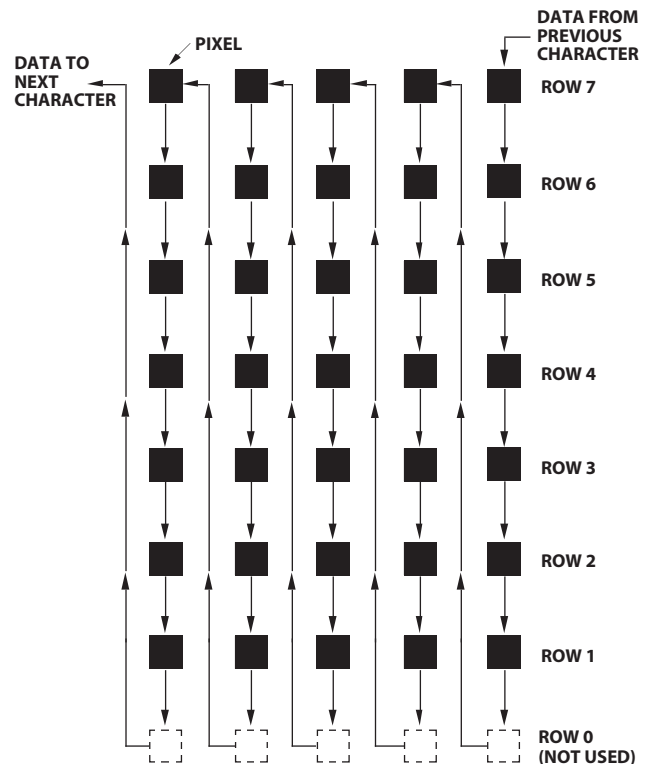 DATA FROM
PREVIOUS
CHARACTER
PIXEL
DATA TO
NEXT
CHARACTER
ROW 7
ROW 6
ROW 5
ROW 4
ROW 3
ROW 2
ROW 1
ROW 0
(NOT USED)